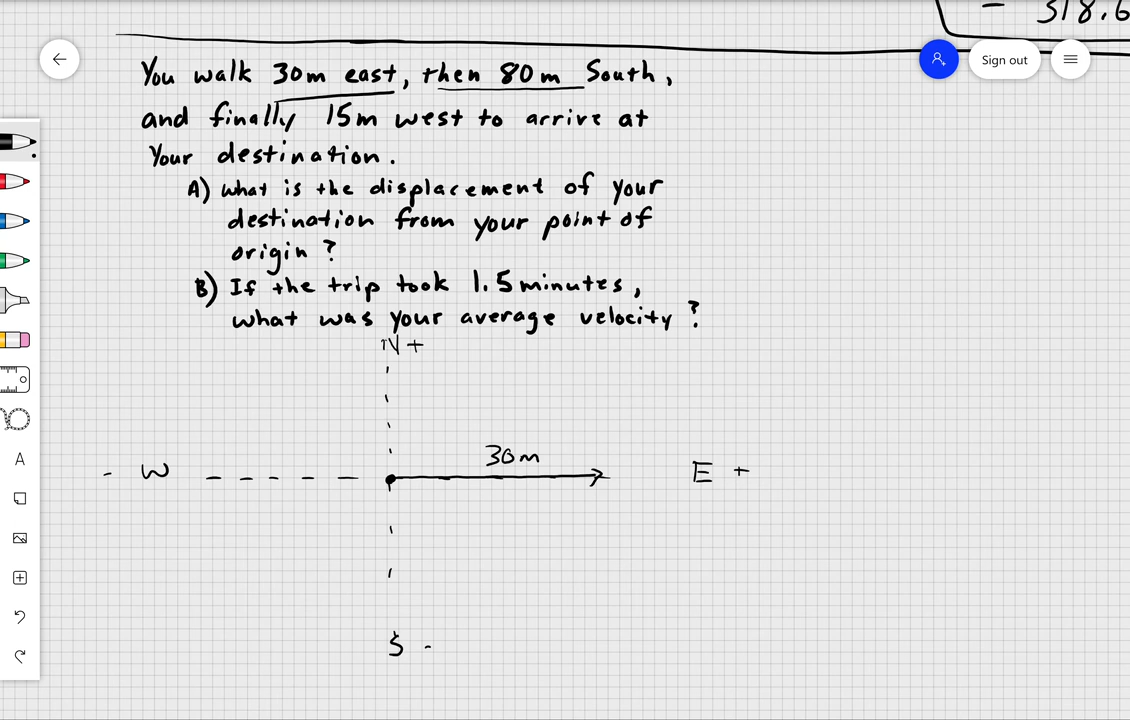 - 318.6
Sign out
You walk 30m east, then 80m South,
and finally 15m west to arrive at
Your destination.
A) what is the displacement of your
destination from your point of
origin?
B) If the trip took 1.5 minutes,
what was your average velocity?
N +
30m
- W
E +
S -
A